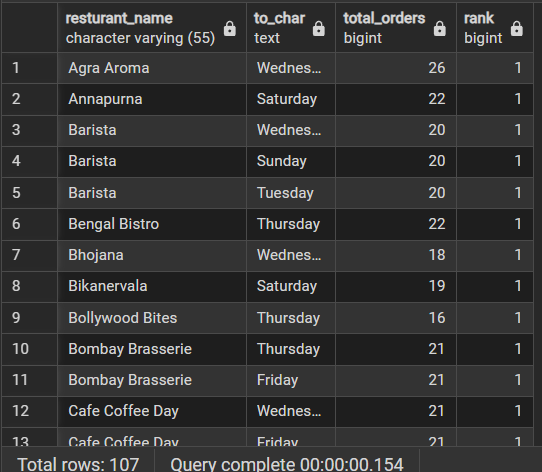 resturant_name to_char total_orders rank
character varying (55) text bigint bigint
1 Agra Aroma Wednes... 26 1
2 Annapurna Saturday 22 1
3 Barista Wednes... 20 1
4 Barista Sunday 20 1
5 Barista Tuesday 20 1
6 Bengal Bistro Thursday 22 1
7 Bhojana Wednes... 18 1
8 Bikanervala Saturday 19 1
9 Bollywood Bites Thursday 16 1
10 Bombay Brasserie Thursday 21 1
11 Bombay Brasserie Friday 21 1
12 Cafe Coffee Day Wednes... 21 1
13 Cafe Coffee Day Friday 21 1
Total rows: 107 Query complete 00:00:00.154